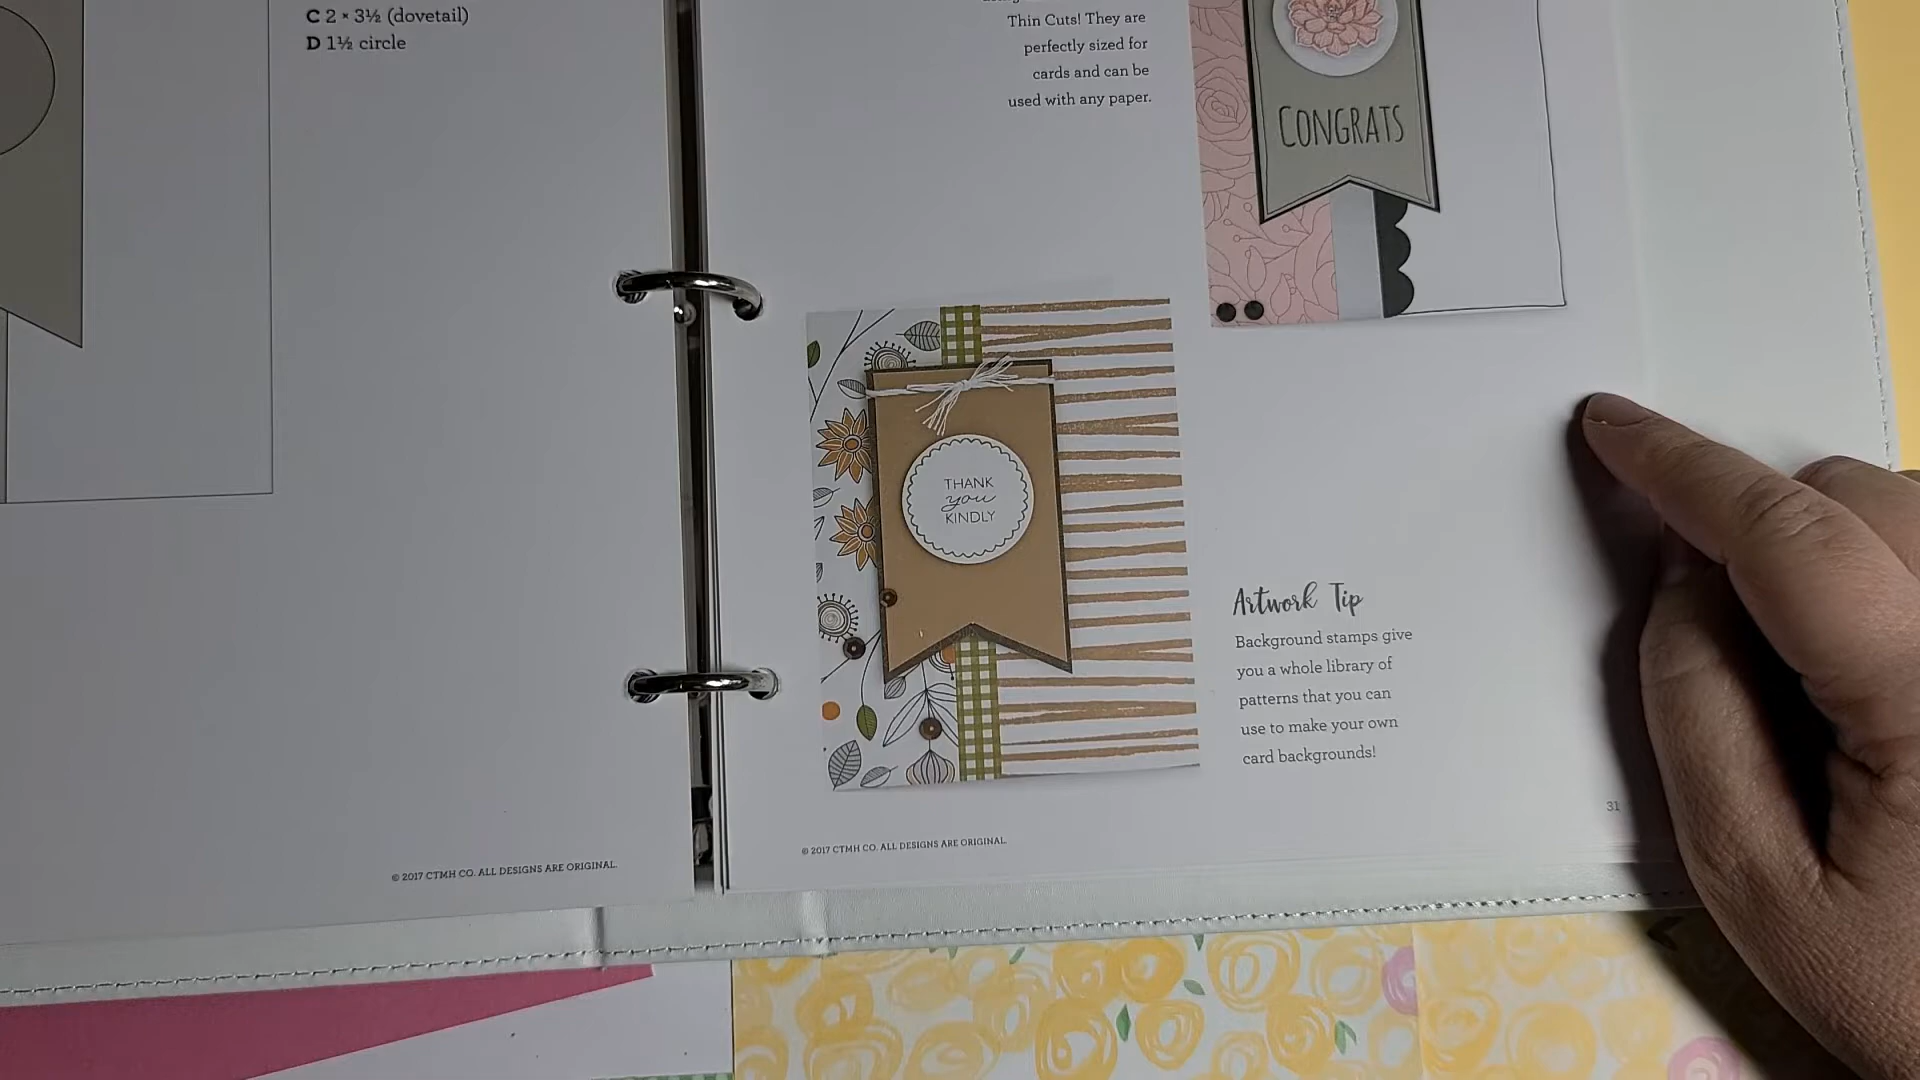 C 2 × 3½ (dovetail)
D 1½ circle
© 2017 CTMH CO. ALL DESIGNS ARE ORIGINAL.
Thin Cuts! They are
perfectly sized for
cards and can be
used with any paper.
CONGRATS
THANK
you
KINDLY
Artwork Tip
Background stamps give
you a whole library of
patterns that you can
use to make your own
card backgrounds!
31
© 2017 CTMH CO. ALL DESIGNS ARE ORIGINAL.